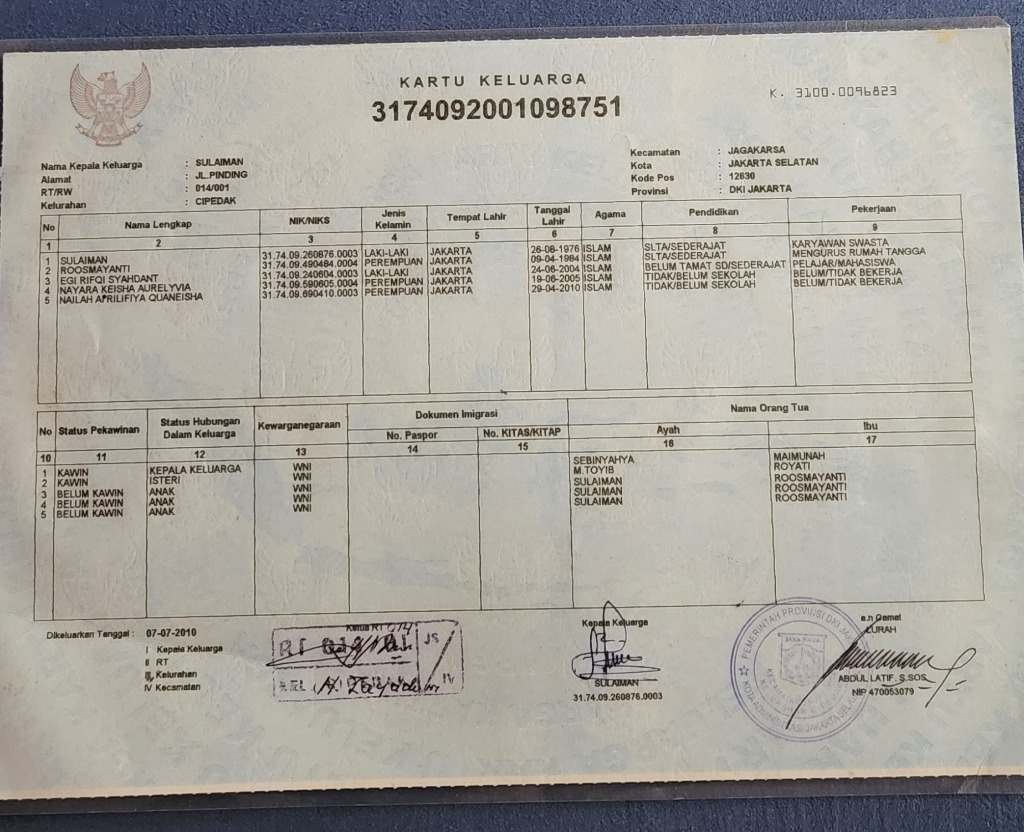 KARTU KELUARGA
3174092001098751
K. 3100.0096823
Nama Kepala Keluarga : SULAIMAN
Alamat : JL.PINDING
RT/RW : 014/001
Kelurahan : CIPEDAK
Kecamatan : JAGAKARSA
Kota : JAKARTA SELATAN
Kode Pos : 12630
Provinsi : DKI JAKARTA
No Nama Lengkap NIK/NIKS Jenis Kelamin Tempat Lahir Tanggal Lahir Agama Pendidikan Pekerjaan
1 2 3 4 5 6 7 8 9
1 SULAIMAN 31.74.09.260876.0003 LAKI-LAKI JAKARTA 26-08-1976 ISLAM SLTA/SEDERAJAT KARYAWAN SWASTA
2 ROOSMAYANTI 31.74.09.490484.0004 PEREMPUAN JAKARTA 09-04-1984 ISLAM SLTA/SEDERAJAT MENGURUS RUMAH TANGGA
3 EGI RIFQI SYAHDANT 31.74.09.240604.0003 LAKI-LAKI JAKARTA 24-06-2004 ISLAM BELUM TAMAT SD/SEDERAJAT PELAJAR/MAHASISWA
4 NAYARA KEISHA AURELYVIA 31.74.09.590605.0004 PEREMPUAN JAKARTA 19-06-2005 ISLAM TIDAK/BELUM SEKOLAH BELUM/TIDAK BEKERJA
5 NAILAH APRILIFIYA QUANEISHA 31.74.09.690410.0003 PEREMPUAN JAKARTA 29-04-2010 ISLAM TIDAK/BELUM SEKOLAH BELUM/TIDAK BEKERJA
No Status Pekawinan Status Hubungan Dalam Keluarga Kewarganegaraan Dokumen Imigrasi Nama Orang Tua
No. Paspor No. KITAS/KITAP Ayah Ibu
10 11 12 13 14 15 16 17
1 KAWIN KEPALA KELUARGA WNI SEBINYAHYA MAIMUNAH
2 KAWIN ISTERI WNI M.TOYIB ROYATI
3 BELUM KAWIN ANAK WNI SULAIMAN ROOSMAYANTI
4 BELUM KAWIN ANAK WNI SULAIMAN ROOSMAYANTI
5 BELUM KAWIN ANAK WNI SULAIMAN ROOSMAYANTI
Dikeluarkan Tanggal : 07-07-2010
I Kepala Keluarga
II RT
III Kelurahan
IV Kecamatan
Ketua RT
Kepala Keluarga
SULAIMAN
31.74.09.260876.0003
PEMERINTAH PROVINSI DKI
JAYA RAYA
KOTA ADMINISTRASI JAKARTA SELATAN
a.n Camat
LURAH
ABDUL LATIF, S.SOS
NIP 470053079